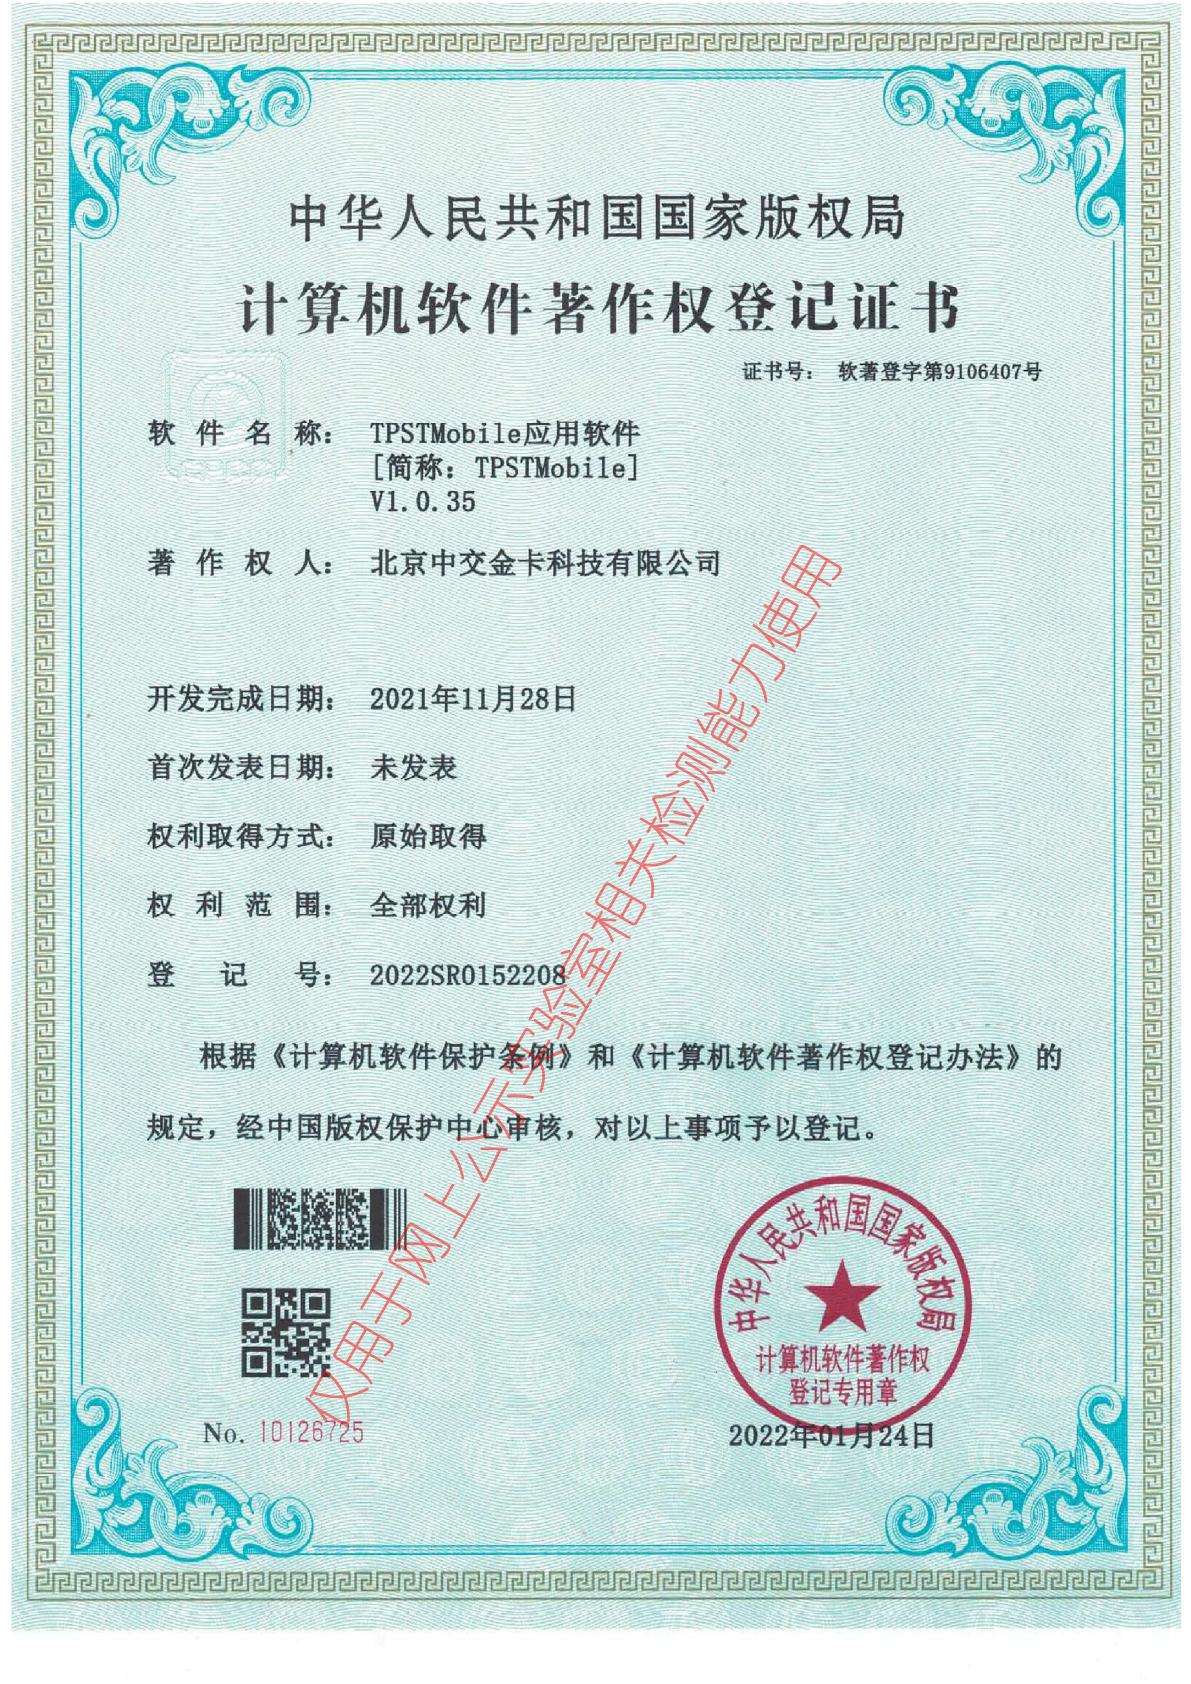 中华人民共和国国家版权局
计算机软件著作权登记证书
证书号： 软著登字第9106407号
软件名称： TPSTMobile应用软件
[简称：TPSTMobile]
V1.0.35
著作权人： 北京中交金卡科技有限公司
开发完成日期： 2021年11月28日
首次发表日期： 未发表
权利取得方式： 原始取得
权利范围： 全部权利
登记号： 2022SR0152208
根据《计算机软件保护条例》和《计算机软件著作权登记办法》的
规定，经中国版权保护中心审核，对以上事项予以登记。
仅用于网上公示实验室相关检测能力使用
中华人民共和国国家版权局
计算机软件著作权
登记专用章
No. 10126725
2022年01月24日